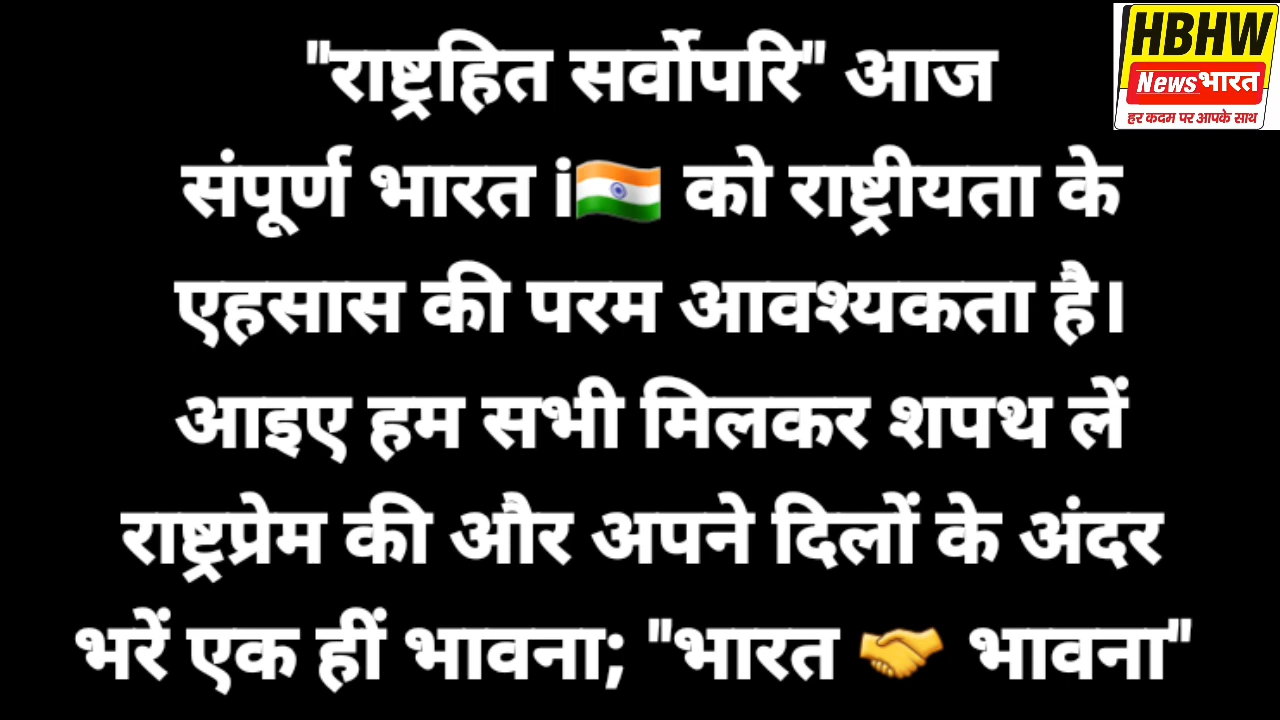 "राष्ट्रहित सर्वोपरि" आज
संपूर्ण भारत i🇮🇳 को राष्ट्रीयता के
एहसास की परम आवश्यकता है।
आइए हम सभी मिलकर शपथ लें
राष्ट्रप्रेम की और अपने दिलों के अंदर
भरें एक हीं भावना; "भारत 🤝 भावना"
HBHW
News भारत
हर कदम पर आपके साथ